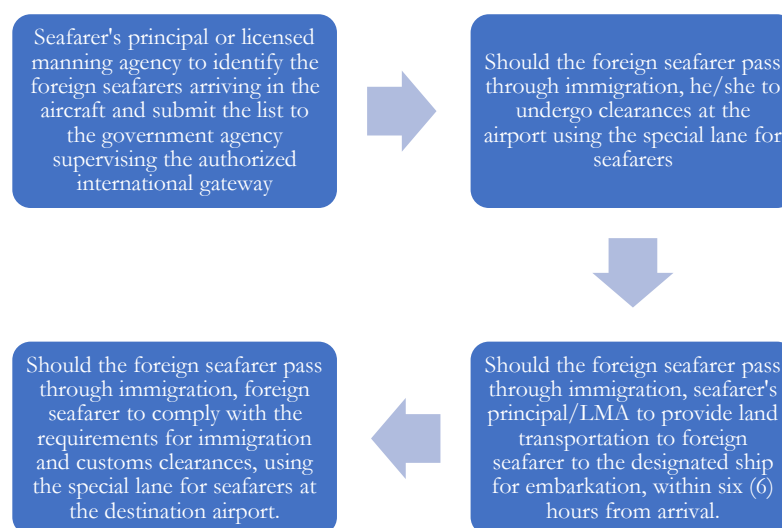 Seafarer's principal or licensed
manning agency to identify the
foreign seafarers arriving in the
aircraft and submit the list to
the government agency
supervising the authorized
international gateway
Should the foreign seafarer pass
through immigration, he/she to
undergo clearances at the
airport using the special lane for
seafarers
Should the foreign seafarer pass
through immigration, seafarer's
principal/LMA to provide land
transportation to foreign
seafarer to the designated ship
for embarkation, within six (6)
hours from arrival.
Should the foreign seafarer pass
through immigration, foreign
seafarer to comply with the
requirements for immigration
and customs clearances, using
the special lane for seafarers at
the destination airport.